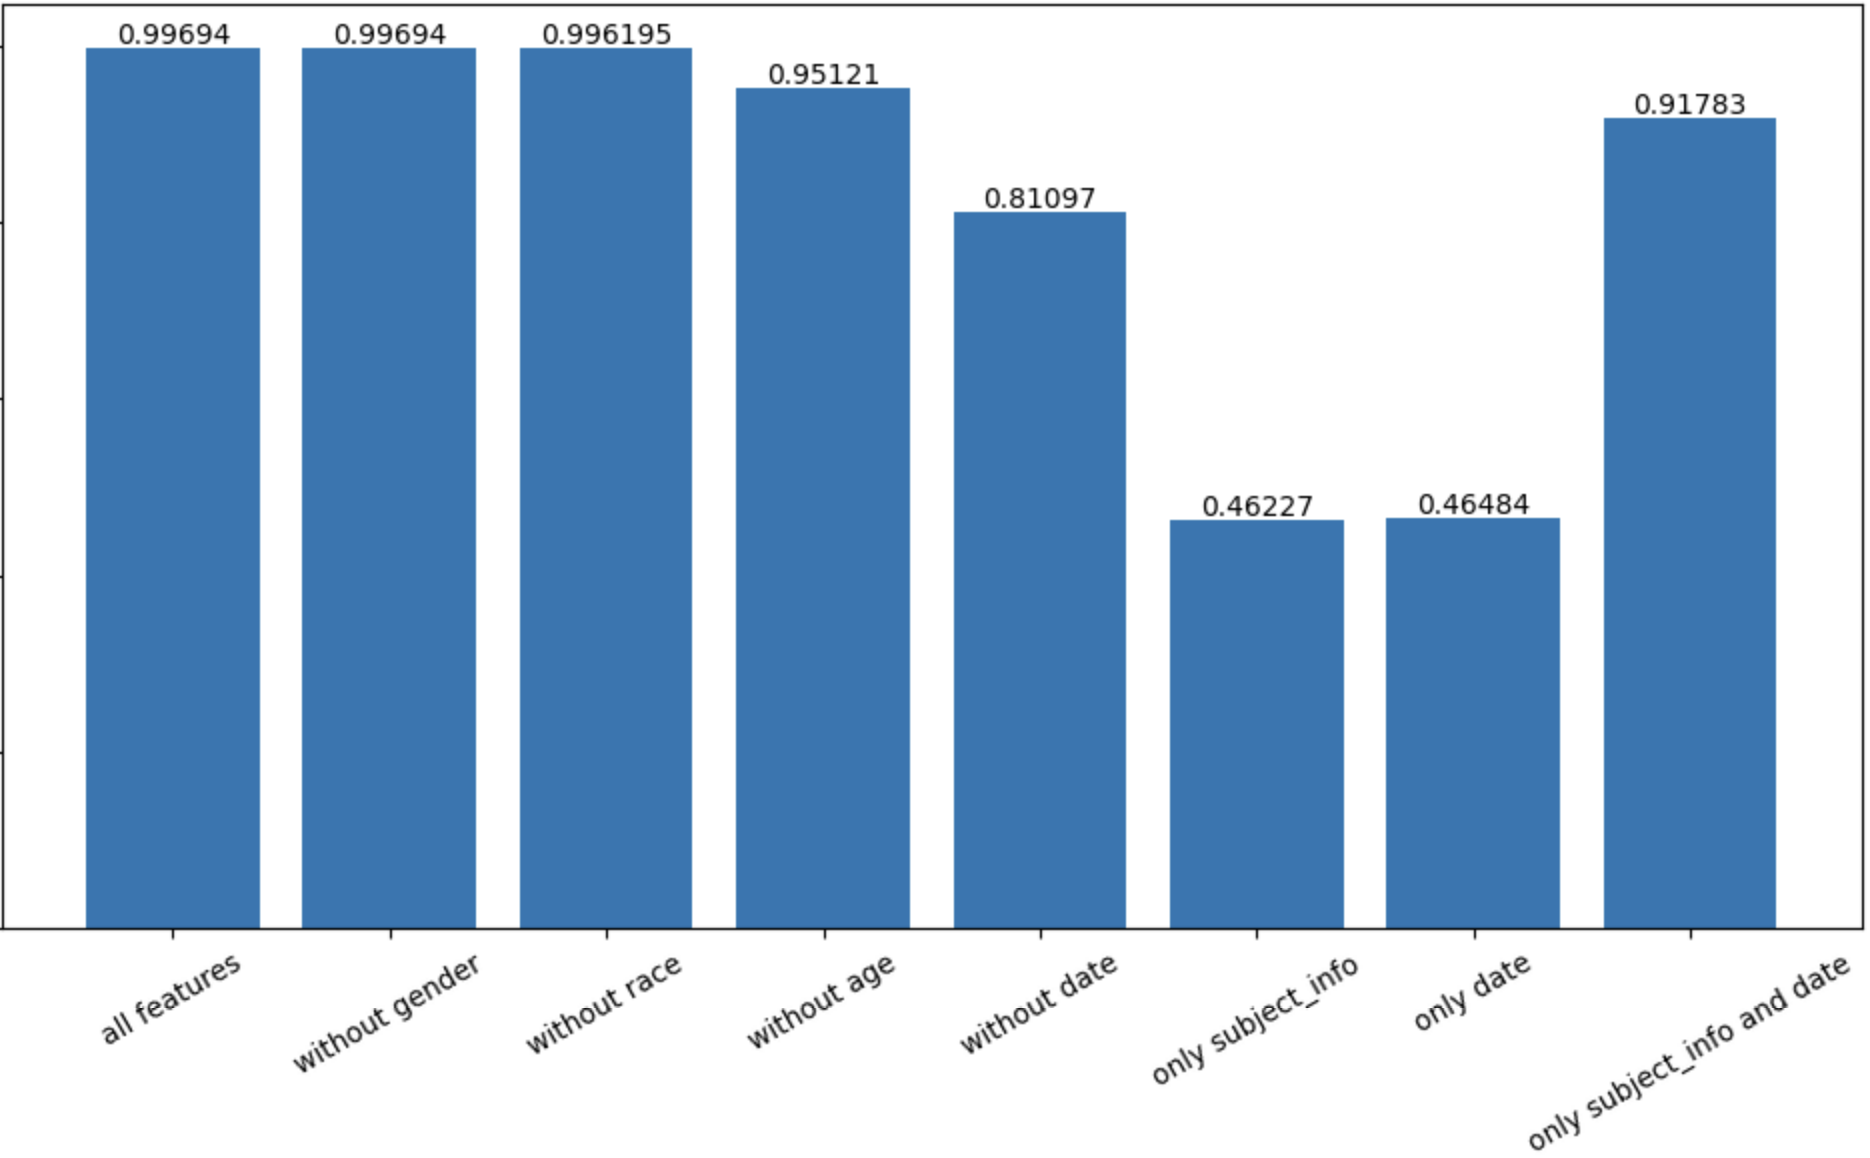 0.99694
0.99694
0.996195
0.95121
0.81097
0.46227
0.46484
0.91783
all features
without gender
without race
without age
without date
only subject_info
only date
only subject_info and date